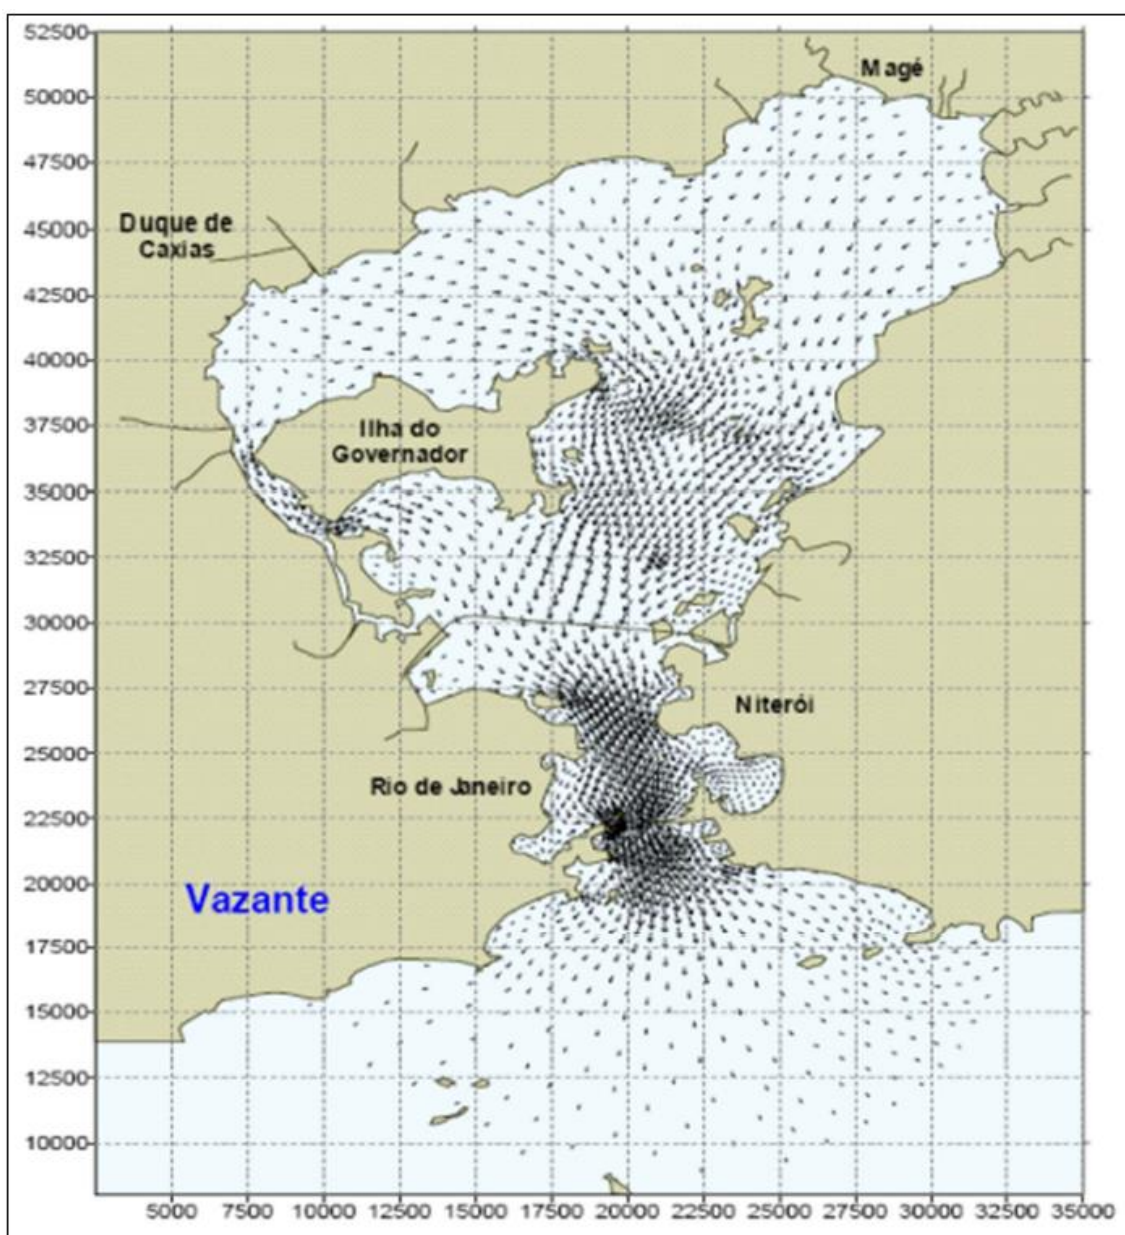 52500
50000
Magé
47500
Duque de
Caxias
45000
42500
40000
37500
Ilha do
Governador
35000
32500
30000
27500
Niterói
25000
Rio de Janeiro
22500
20000
Vazante
17500
15000
12500
10000
5000 7500 10000 12500 15000 17500 20000 22500 25000 27500 30000 32500 35000